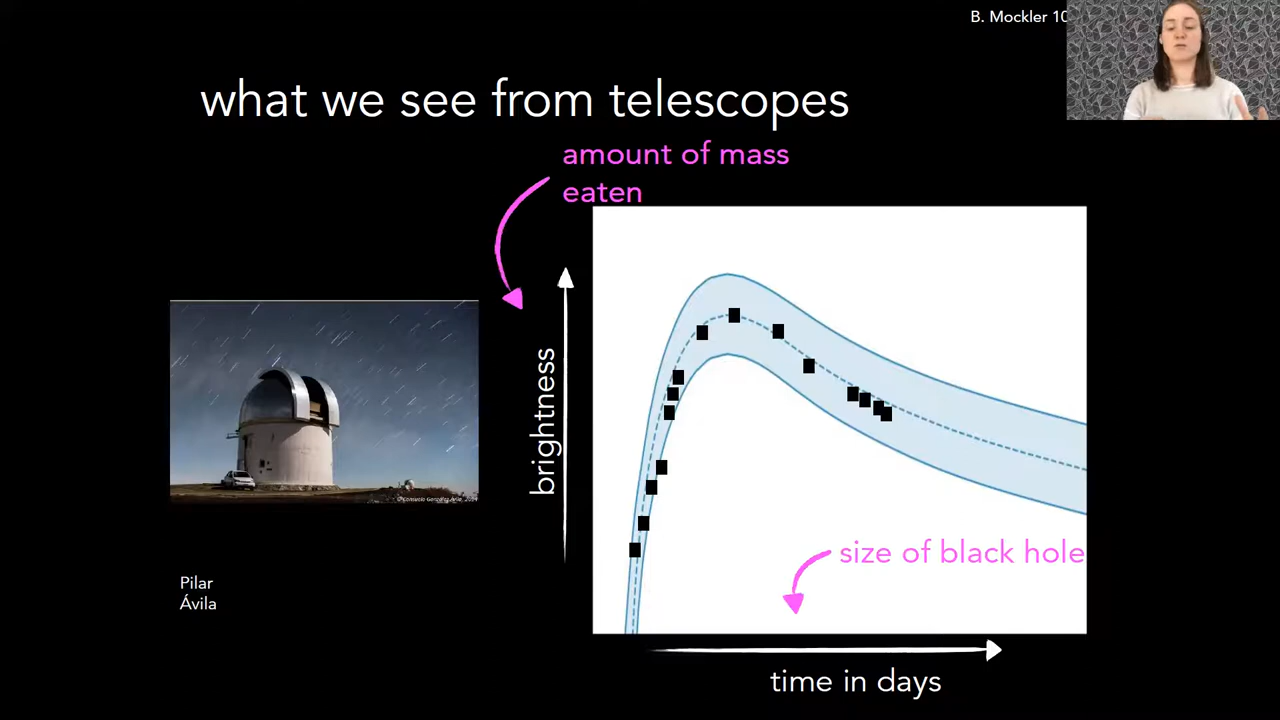 B. Mockler 10
what we see from telescopes
amount of mass
eaten
brightness
size of black hole
time in days
Pilar
Ávila